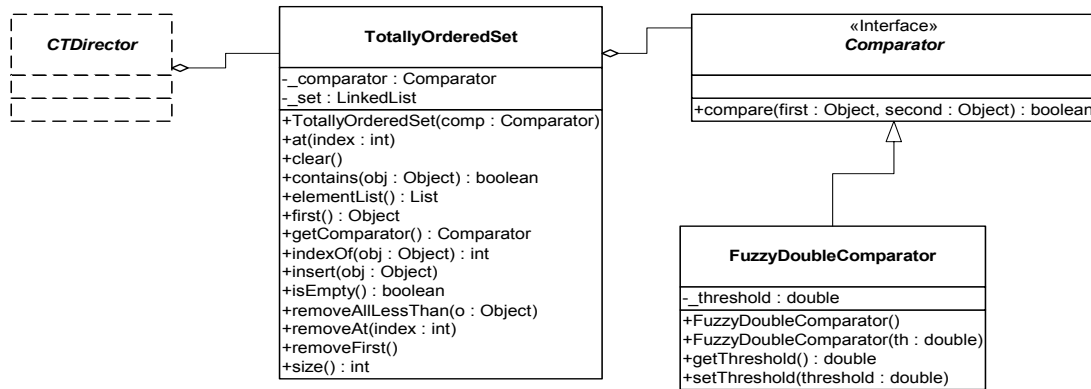 CTDirector
TotallyOrderedSet
-_comparator : Comparator
-_set : LinkedList
+TotallyOrderedSet(comp : Comparator)
+at(index : int)
+clear()
+contains(obj : Object) : boolean
+elementList() : List
+first() : Object
+getComparator() : Comparator
+indexOf(obj : Object) : int
+insert(obj : Object)
+isEmpty() : boolean
+removeAllLessThan(o : Object)
+removeAt(index : int)
+removeFirst()
+size() : int
«Interface»
Comparator
+compare(first : Object, second : Object) : boolean
FuzzyDoubleComparator
-_threshold : double
+FuzzyDoubleComparator()
+FuzzyDoubleComparator(th : double)
+getThreshold() : double
+setThreshold(threshold : double)